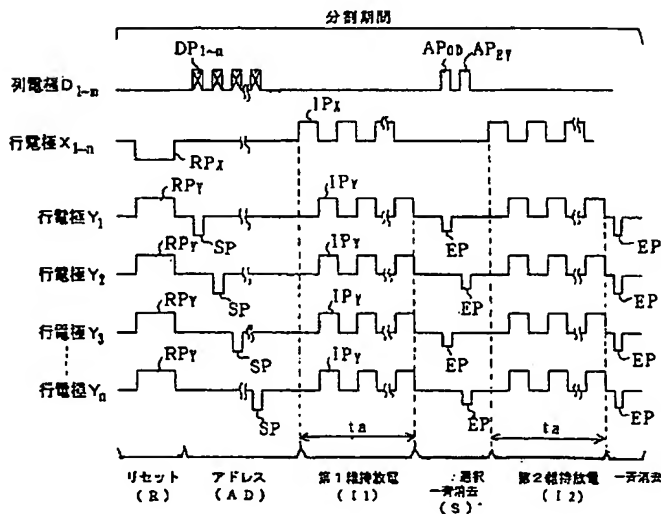 分割期間
DP1~n
APOD APEV
列電極D1~m
IPX
行電極X1~n
RPX
RPY IPY
行電極Y1
SP EP EP
RPY IPY
行電極Y2
SP EP EP
RPY IPY
行電極Y3
SP EP EP
RPY IPY
行電極Yn
SP EP EP
ta ta
リセット (R)
アドレス (AD)
第1維持放電 (I1)
選択一斉消去 (S)
第2維持放電 (I2)
一斉消去